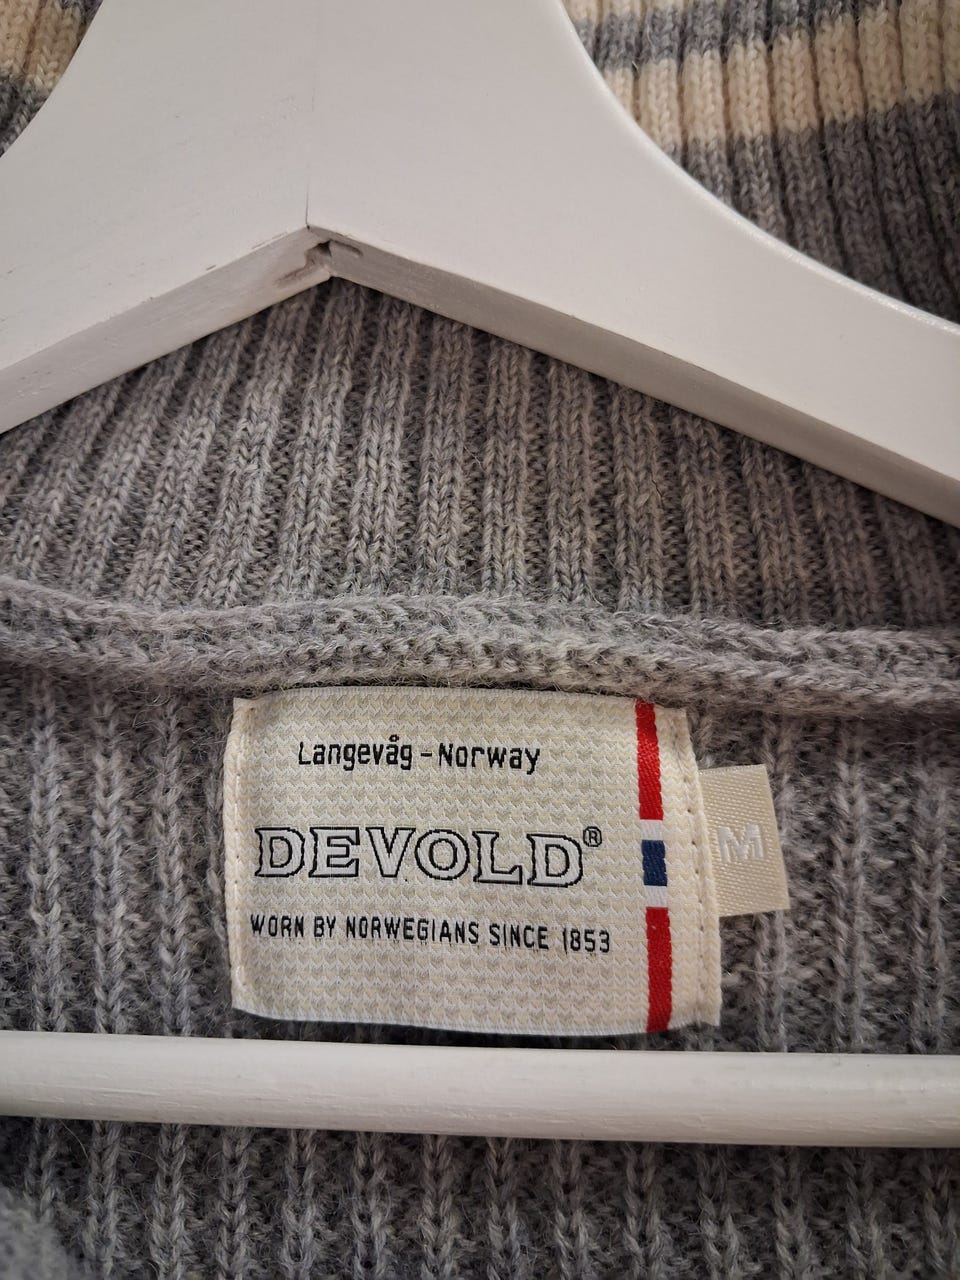 Langevåg - Norway
DEVOLD®
WORN BY NORWEGIANS SINCE 1853
M